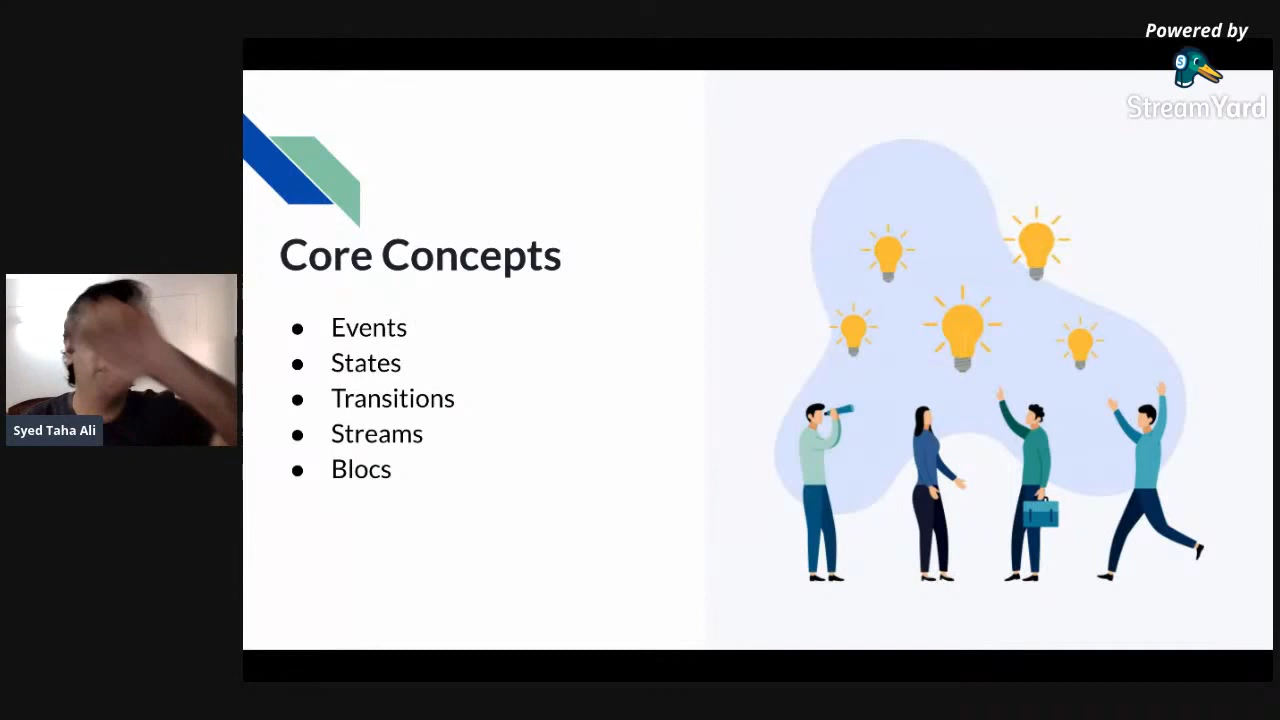 Powered by
StreamYard
Core Concepts
● Events
● States
● Transitions
● Streams
● Blocs
Syed Taha Ali